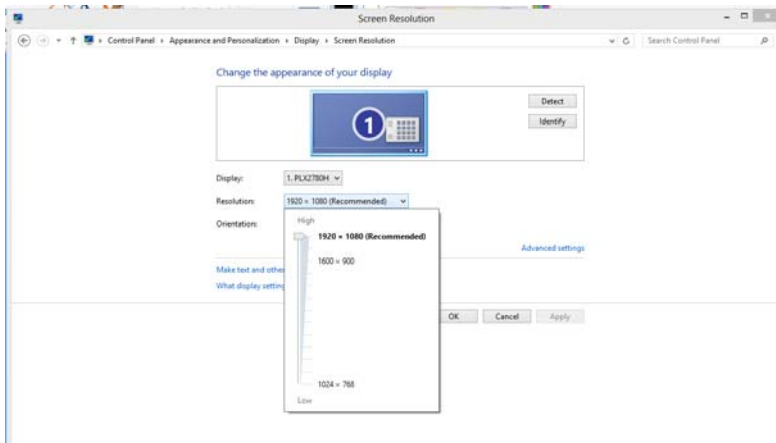 Screen Resolution
Control Panel Appearance and Personalization Display Screen Resolution
Search Control Panel
Change the appearance of your display
1
Detect
Identify
Display: 1. PLX2780H
Resolution: 1920 × 1080 (Recommended)
Orientation:
High
1920 × 1080 (Recommended)
1600 × 900
Advanced settings
Make text and other
What display setting
OK Cancel Apply
1024 × 768
Low